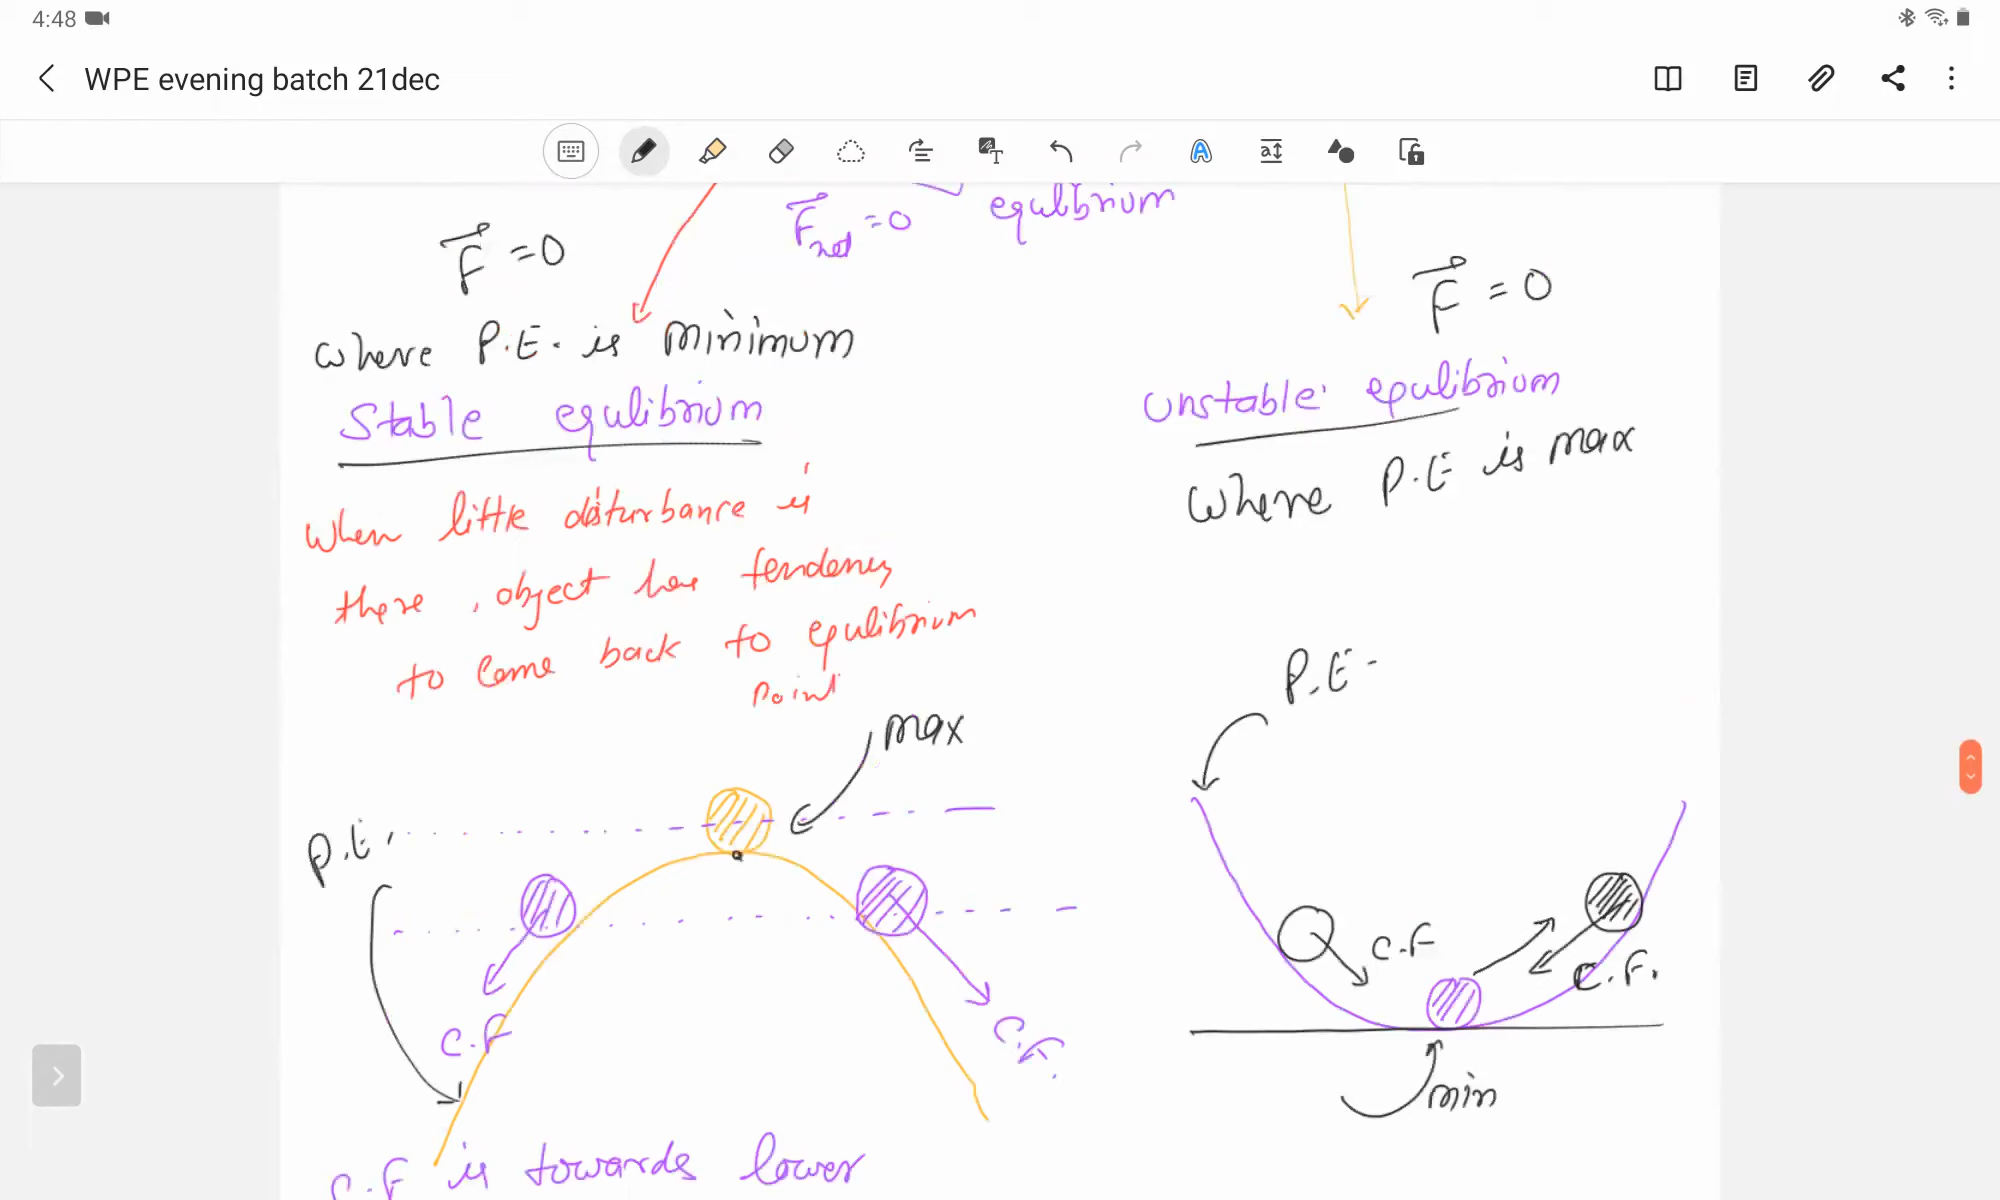 4:48
WPE evening batch 21dec
F⃗ = 0
F⃗net = 0
equlibrium
F⃗ = 0
where P.E. is minimum
Stable equlibrium
unstable equlibrium
where P.E is max
when little disturbance is
there, object has tendency
to come back to equlibrium
point
max
P.E.
P.E.
C.F
C.F.
C.F
C.F.
min
C.F is towards lower